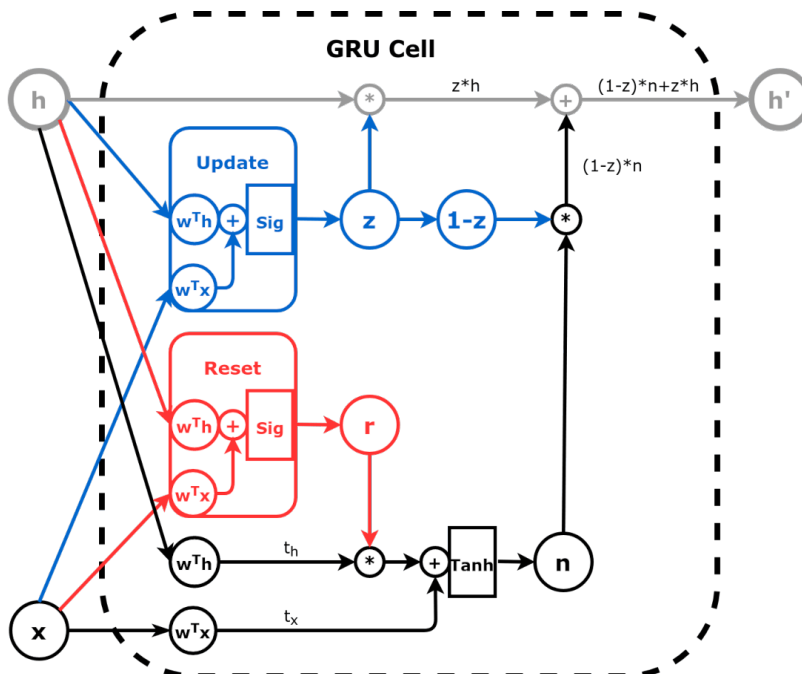 GRU Cell
h
*
z*h
+
(1-z)*n+z*h
h'
Update
(1-z)*n
wᵀh
+
Sig
z
1-z
*
wᵀx
Reset
wᵀh
+
Sig
r
wᵀx
wᵀh
tₕ
*
+
Tanh
n
x
wᵀx
tₓ